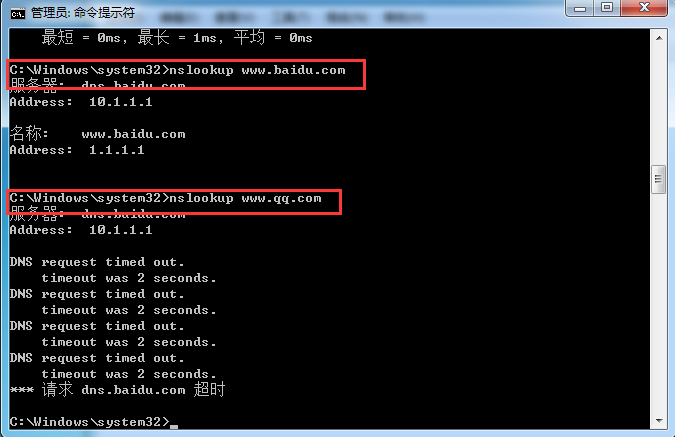 管理员: 命令提示符
最短 = 0ms, 最长 = 1ms, 平均 = 0ms
C:\Windows\system32>nslookup www.baidu.com
服务器: dns.baidu.com
Address: 10.1.1.1
名称: www.baidu.com
Address: 1.1.1.1
C:\Windows\system32>nslookup www.qq.com
服务器: dns.baidu.com
Address: 10.1.1.1
DNS request timed out.
timeout was 2 seconds.
DNS request timed out.
timeout was 2 seconds.
DNS request timed out.
timeout was 2 seconds.
DNS request timed out.
timeout was 2 seconds.
*** 请求 dns.baidu.com 超时
C:\Windows\system32>_